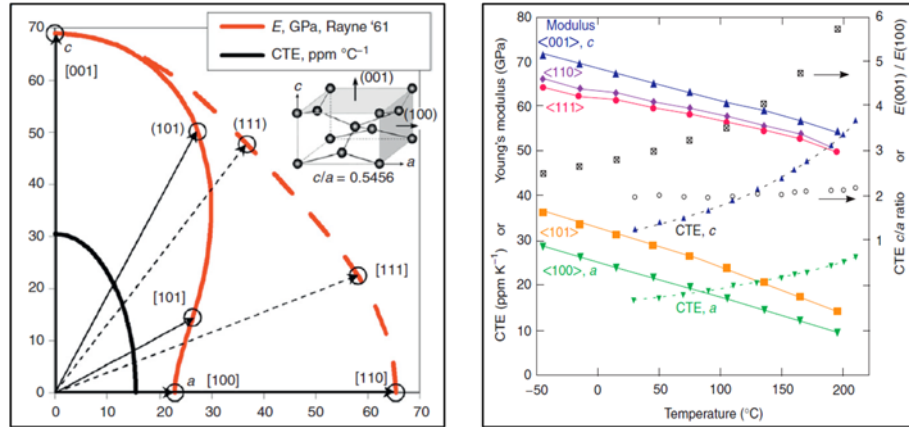 70
60
50
40
30
20
10
0
0 10 20 30 40 50 60 70
E, GPa, Rayne '61
CTE, ppm °C⁻¹
c
[001]
(101)
(111)
[111]
[101]
a [100]
[110]
(001)
c
(100)
a
c/a = 0.5456
Young's modulus (GPa)
or
CTE (ppm K⁻¹)
80
70
60
50
40
30
20
10
0
Modulus
<001>, c
<110>
<111>
<101>
<100>, a
CTE, c
CTE, a
−50 0 50 100 150 200
Temperature (°C)
6
5
4
3
2
1
E(001) / E(100)
or
CTE c/a ratio